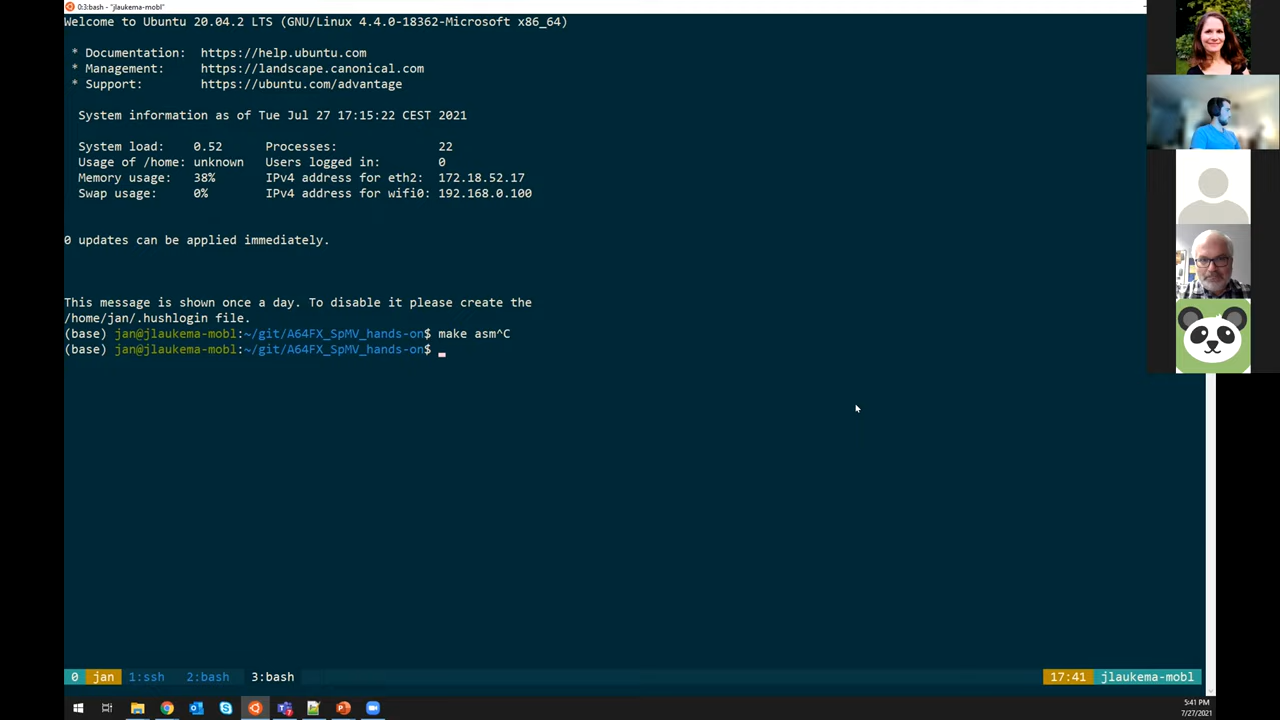 0:3:bash - "jlaukema-mobl"
Welcome to Ubuntu 20.04.2 LTS (GNU/Linux 4.4.0-18362-Microsoft x86_64)
* Documentation:  https://help.ubuntu.com
* Management:     https://landscape.canonical.com
* Support:        https://ubuntu.com/advantage
System information as of Tue Jul 27 17:15:22 CEST 2021
System load:    0.52      Processes:              22
Usage of /home: unknown   Users logged in:        0
Memory usage:   38%       IPv4 address for eth2:  172.18.52.17
Swap usage:     0%        IPv4 address for wifi0: 192.168.0.100
0 updates can be applied immediately.
This message is shown once a day. To disable it please create the
/home/jan/.hushlogin file.
(base) jan@jlaukema-mobl:~/git/A64FX_SpMV_hands-on$ make asm^C
(base) jan@jlaukema-mobl:~/git/A64FX_SpMV_hands-on$
0 jan 1:ssh 2:bash 3:bash 17:41 jlaukema-mobl
5:41 PM
7/27/2021